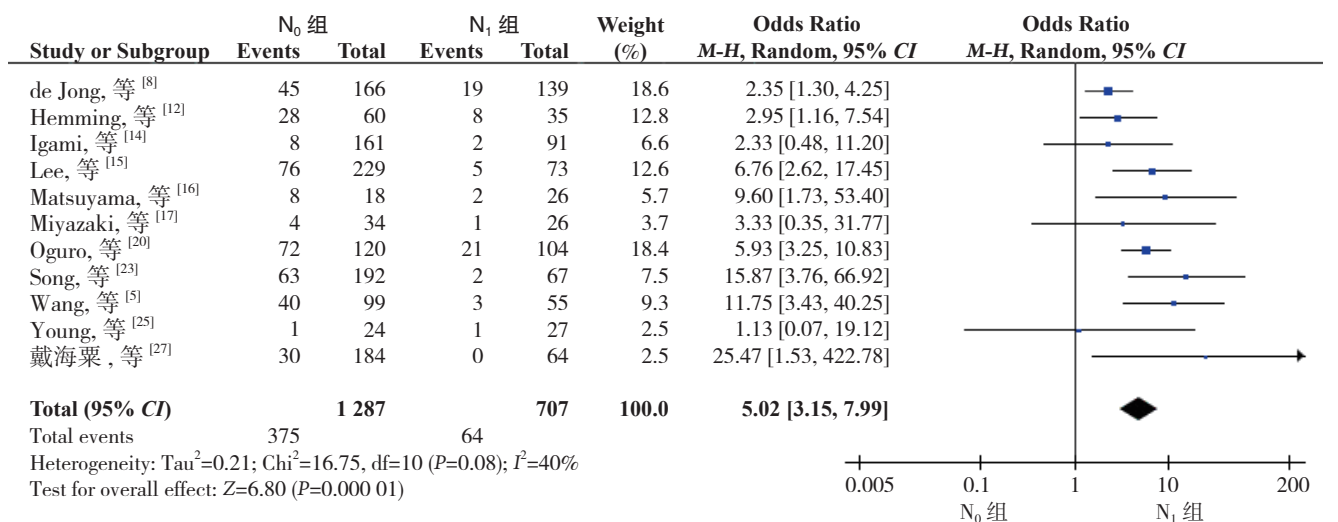 N₀ 组 N₁ 组 Weight Odds Ratio Odds Ratio
Study or Subgroup Events Total Events Total (%) M-H, Random, 95% CI M-H, Random, 95% CI
de Jong, 等 [8] 45 166 19 139 18.6 2.35 [1.30, 4.25]
Hemming, 等 [12] 28 60 8 35 12.8 2.95 [1.16, 7.54]
Igami, 等 [14] 8 161 2 91 6.6 2.33 [0.48, 11.20]
Lee, 等 [15] 76 229 5 73 12.6 6.76 [2.62, 17.45]
Matsuyama, 等 [16] 8 18 2 26 5.7 9.60 [1.73, 53.40]
Miyazaki, 等 [17] 4 34 1 26 3.7 3.33 [0.35, 31.77]
Oguro, 等 [20] 72 120 21 104 18.4 5.93 [3.25, 10.83]
Song, 等 [23] 63 192 2 67 7.5 15.87 [3.76, 66.92]
Wang, 等 [5] 40 99 3 55 9.3 11.75 [3.43, 40.25]
Young, 等 [25] 1 24 1 27 2.5 1.13 [0.07, 19.12]
戴海粟, 等 [27] 30 184 0 64 2.5 25.47 [1.53, 422.78]
Total (95% CI) 1 287 707 100.0 5.02 [3.15, 7.99]
Total events 375 64
Heterogeneity: Tau²=0.21; Chi²=16.75, df=10 (P=0.08); I²=40%
Test for overall effect: Z=6.80 (P=0.000 01)
0.005 0.1 1 10 200
N₀ 组 N₁ 组